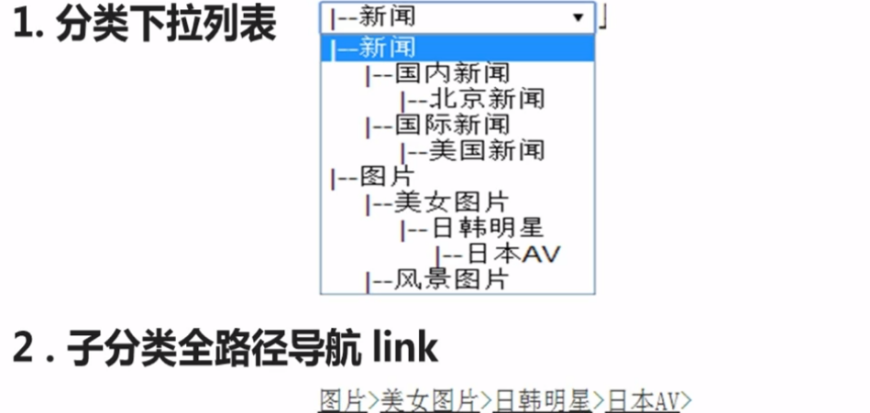 1. 分类下拉列表
|--新闻
|--新闻
|--国内新闻
|--北京新闻
|--国际新闻
|--美国新闻
|--图片
|--美女图片
|--日韩明星
|--日本AV
|--风景图片
2 . 子分类全路径导航 link
图片>美女图片>日韩明星>日本AV>